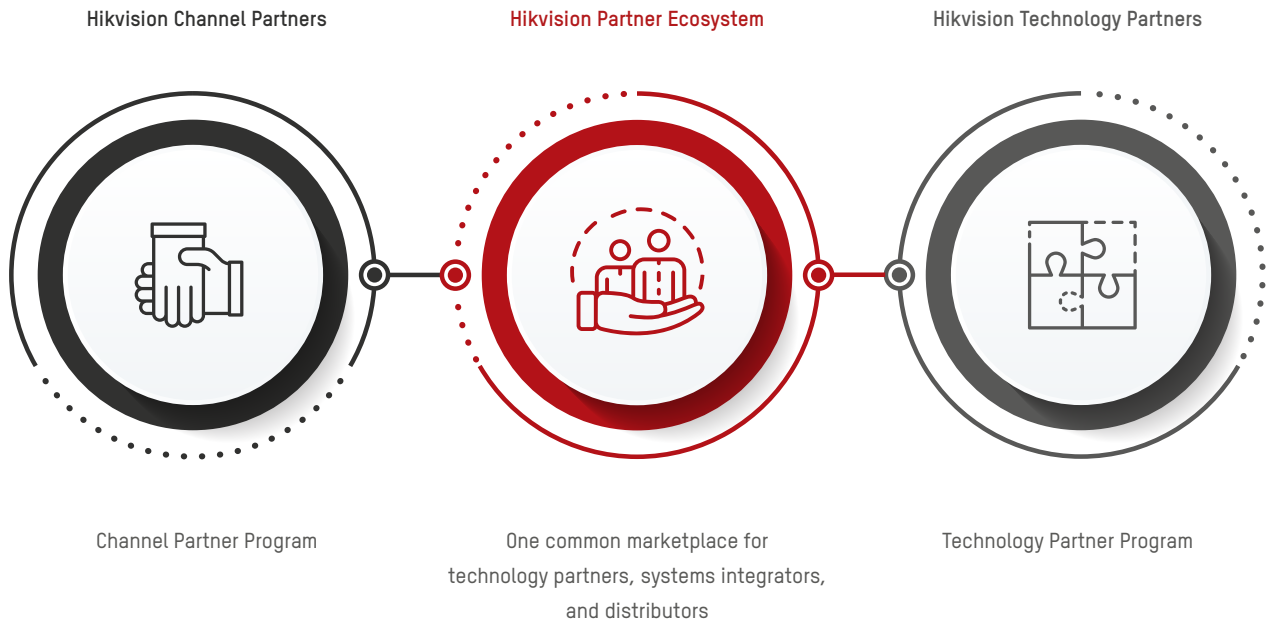 Hikvision Channel Partners
Hikvision Partner Ecosystem
Hikvision Technology Partners
Channel Partner Program
One common marketplace for
technology partners, systems integrators,
and distributors
Technology Partner Program